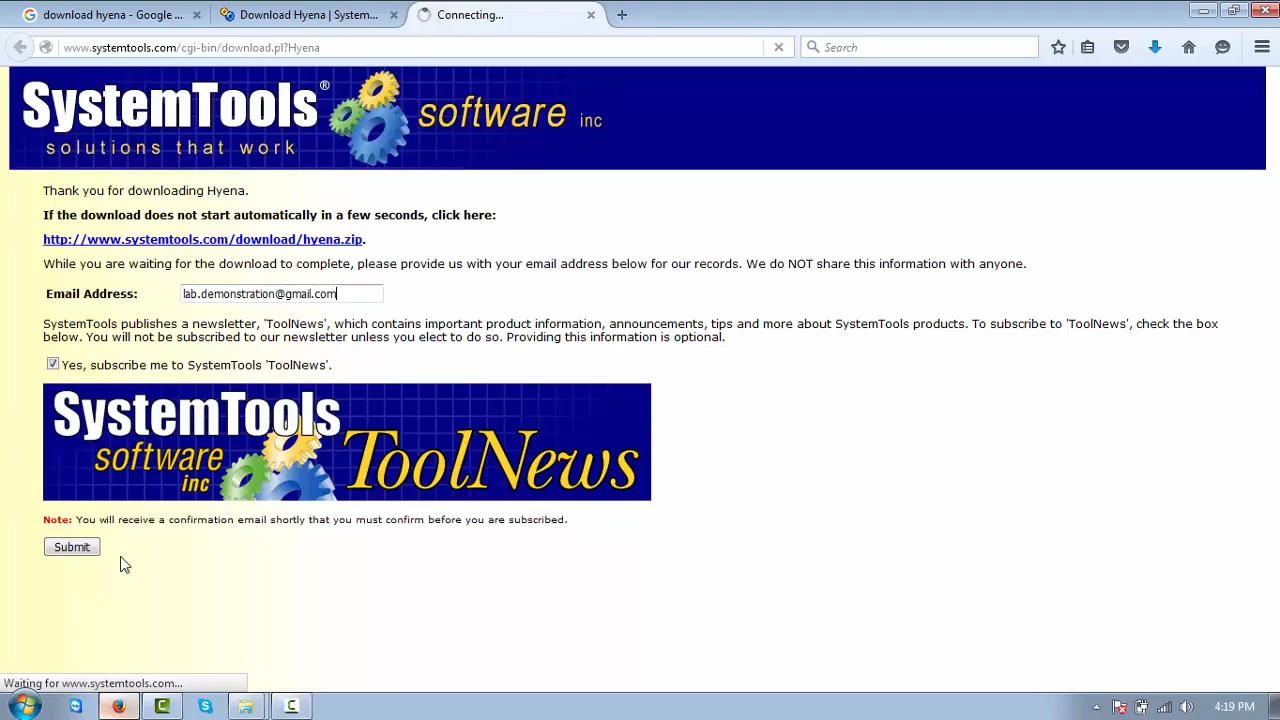 download hyena - Google ...
Download Hyena | System...
Connecting...
www.systemtools.com/cgi-bin/download.pl?Hyena
Search
SystemTools®
software inc
solutions that work
Thank you for downloading Hyena.
If the download does not start automatically in a few seconds, click here:
http://www.systemtools.com/download/hyena.zip.
While you are waiting for the download to complete, please provide us with your email address below for our records. We do NOT share this information with anyone.
Email Address: lab.demonstration@gmail.com
SystemTools publishes a newsletter, 'ToolNews', which contains important product information, announcements, tips and more about SystemTools products. To subscribe to 'ToolNews', check the box
below. You will not be subscribed to our newsletter unless you elect to do so. Providing this information is optional.
Yes, subscribe me to SystemTools 'ToolNews'.
SystemTools
software
inc
ToolNews
Note: You will receive a confirmation email shortly that you must confirm before you are subscribed.
Submit
Waiting for www.systemtools.com...
4:19 PM